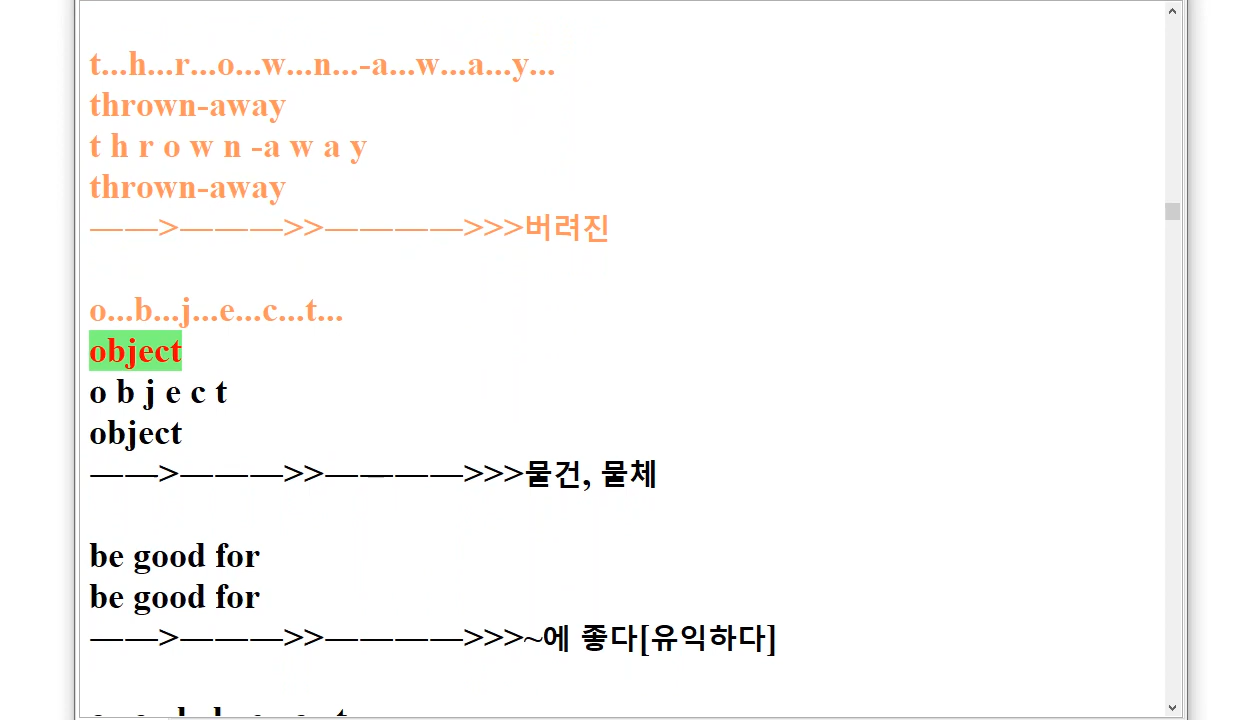 t...h...r...o...w...n...-a...w...a...y...
thrown-away
t h r o w n -a w a y
thrown-away
——>———>>————>>>버려진
o...b...j...e...c...t...
object
o b j e c t
object
——>———>>————>>>물건, 물체
be good for
be good for
——>———>>————>>>~에 좋다[유익하다]